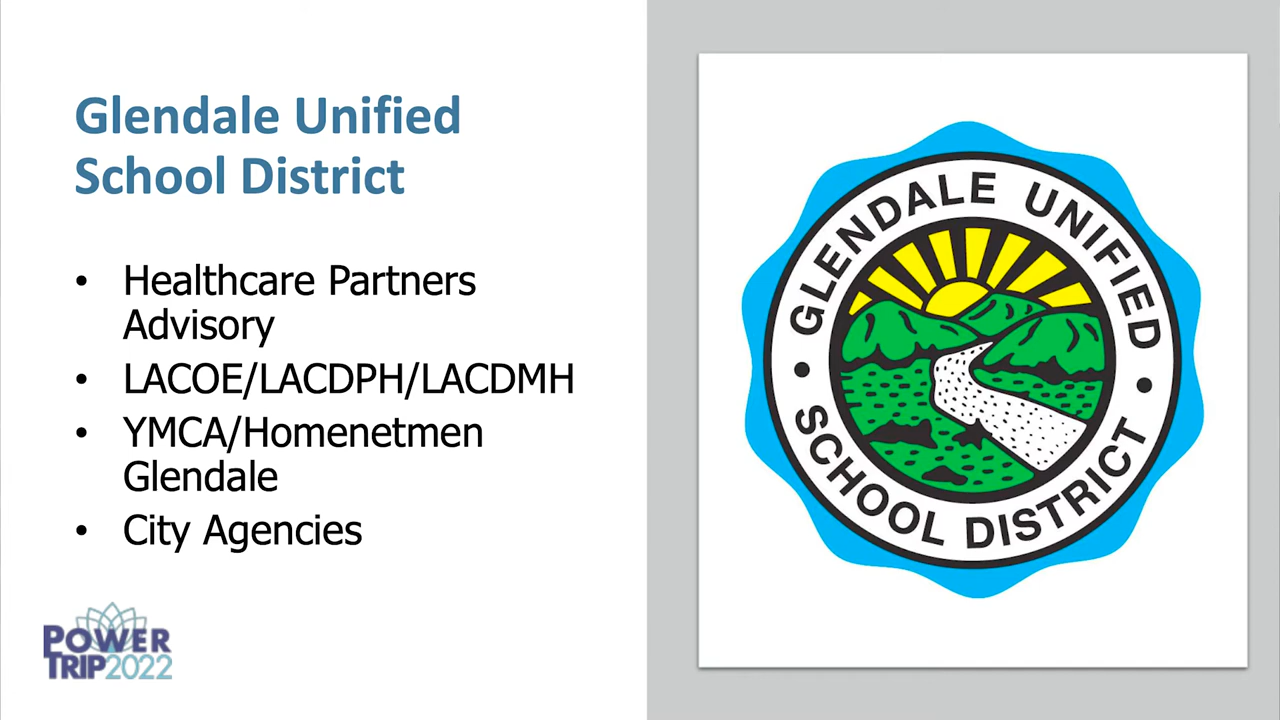 Glendale Unified
School District
• Healthcare Partners
Advisory
• LACOE/LACDPH/LACDMH
• YMCA/Homenetmen
Glendale
• City Agencies
POWER
TRIP2022
GLENDALE UNIFIED
• SCHOOL DISTRICT •